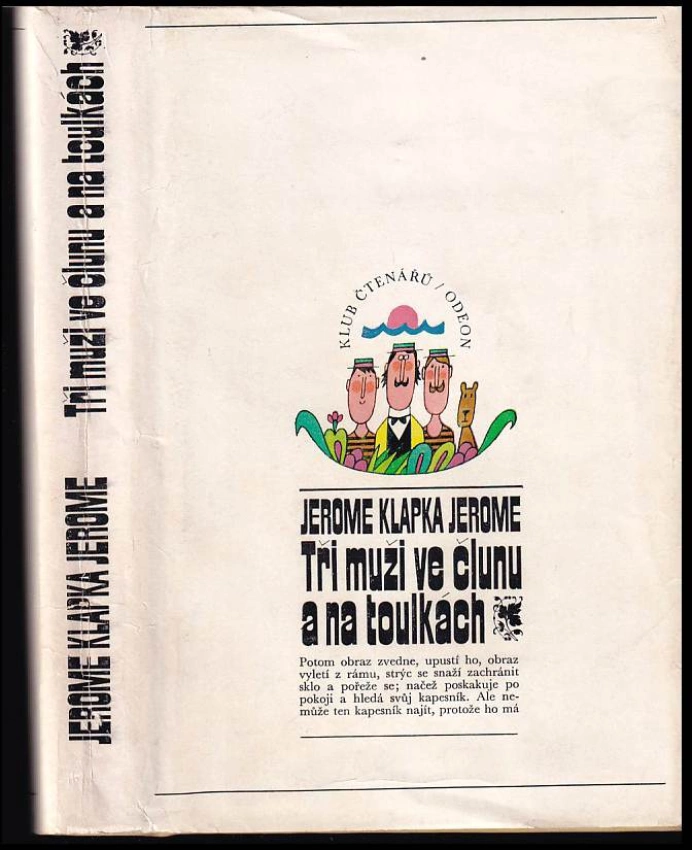 JEROME KLAPKA JEROME Tři muži ve člunu a na toulkách
KLUB ČTENÁŘŮ / ODEON
JEROME KLAPKA JEROME
Tři muži ve člunu
a na toulkách
Potom obraz zvedne, upustí ho, obraz
vyletí z rámu, strýc se snaží zachránit
sklo a pořeže se; načež poskakuje po
pokoji a hledá svůj kapesník. Ale ne-
může ten kapesník najít, protože ho má